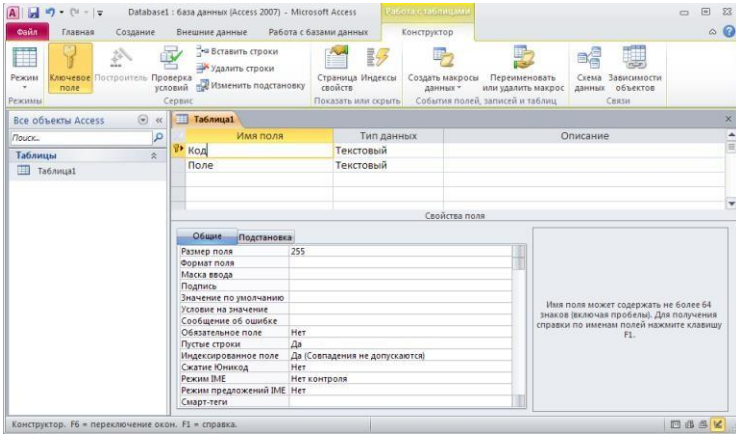 Database1 : база данных (Access 2007) - Microsoft Access
Работа с таблицами
Файл Главная Создание Внешние данные Работа с базами данных Конструктор
Режим
Ключевое поле
Построитель
Проверка условий
Вставить строки
Удалить строки
Изменить подстановку
Страница свойств
Индексы
Создать макросы данных
Переименовать или удалить макрос
Схема данных
Зависимости объектов
Режимы Сервис Показать или скрыть События полей, записей и таблиц Связи
Все объекты Access
Поиск...
Таблицы
Таблица1
Таблица1
Имя поля Тип данных Описание
Код Текстовый
Поле Текстовый
Свойства поля
Общие Подстановка
Размер поля 255
Формат поля
Маска ввода
Подпись
Значение по умолчанию
Условие на значение
Сообщение об ошибке
Обязательное поле Нет
Пустые строки Да
Индексированное поле Да (Совпадения не допускаются)
Сжатие Юникод Нет
Режим IME Нет контроля
Режим предложений IME Нет
Смарт-теги
Имя поля может содержать не более 64
знаков (включая пробелы). Для получения
справки по именам полей нажмите клавишу
F1.
Конструктор. F6 = переключение окон. F1 = справка.